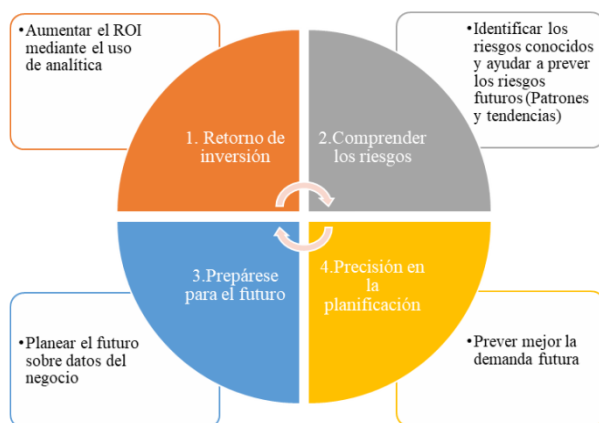 •Aumentar el ROI
mediante el uso
de analítica
•Identificar los
riesgos conocidos
y ayudar a prever
los riesgos
futuros (Patrones
y tendencias)
1. Retorno de
inversión
2.Comprender
los riesgos
3.Prepárese
para el futuro
4.Precisión en
la
planificación
•Planear el futuro
sobre datos del
negocio
•Prever mejor la
demanda futura